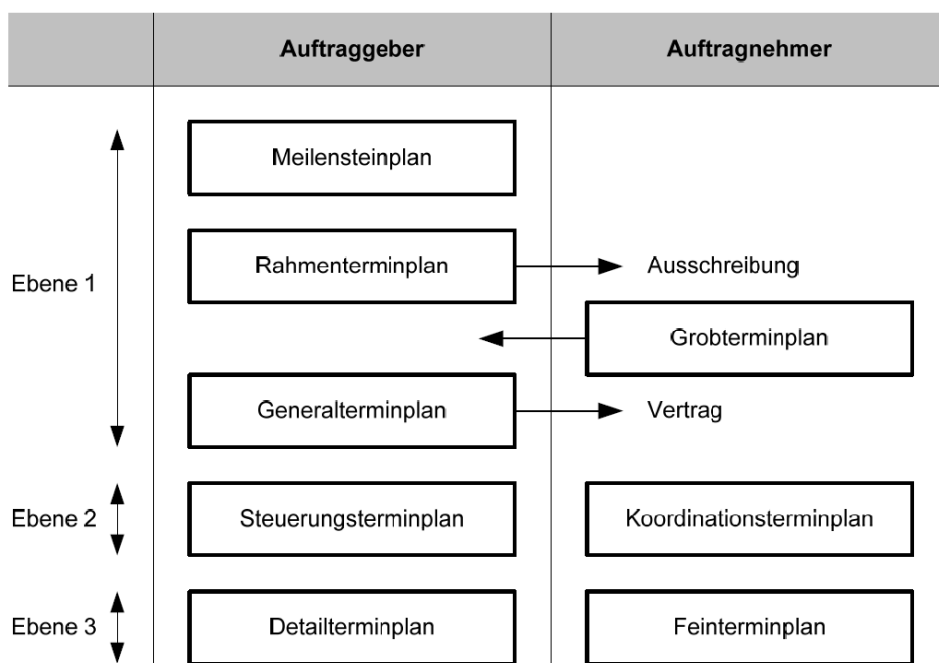 Auftraggeber
Auftragnehmer
Meilensteinplan
Ebene 1
Rahmenterminplan
Ausschreibung
Grobterminplan
Generalterminplan
Vertrag
Ebene 2
Steuerungsterminplan
Koordinationsterminplan
Ebene 3
Detailterminplan
Feinterminplan